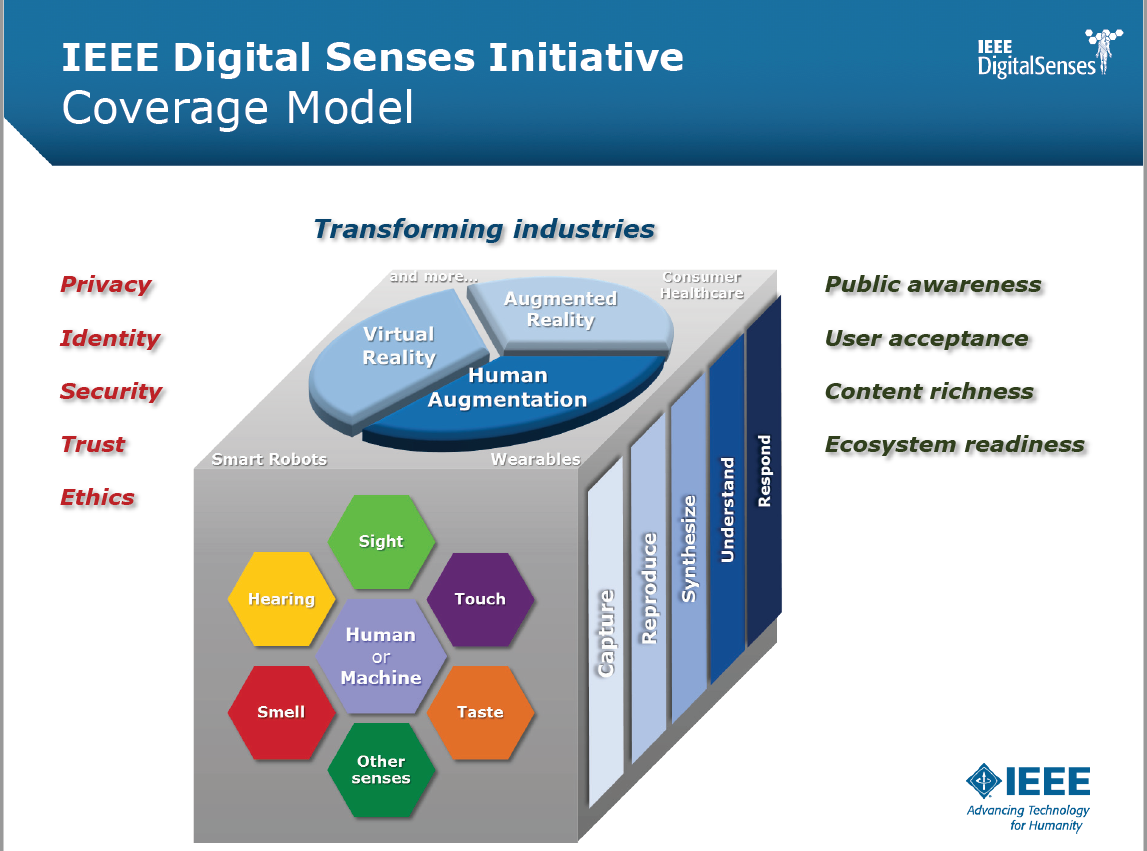 IEEE Digital Senses Initiative
Coverage Model
IEEE
DigitalSenses
Transforming industries
Privacy
Identity
Security
Trust
Ethics
and more...
Consumer
Healthcare
Virtual
Reality
Augmented
Reality
Human
Augmentation
Smart Robots
Wearables
Sight
Hearing
Touch
Human
or
Machine
Smell
Taste
Other
senses
Capture
Reproduce
Synthesize
Understand
Respond
Public awareness
User acceptance
Content richness
Ecosystem readiness
IEEE
Advancing Technology
for Humanity